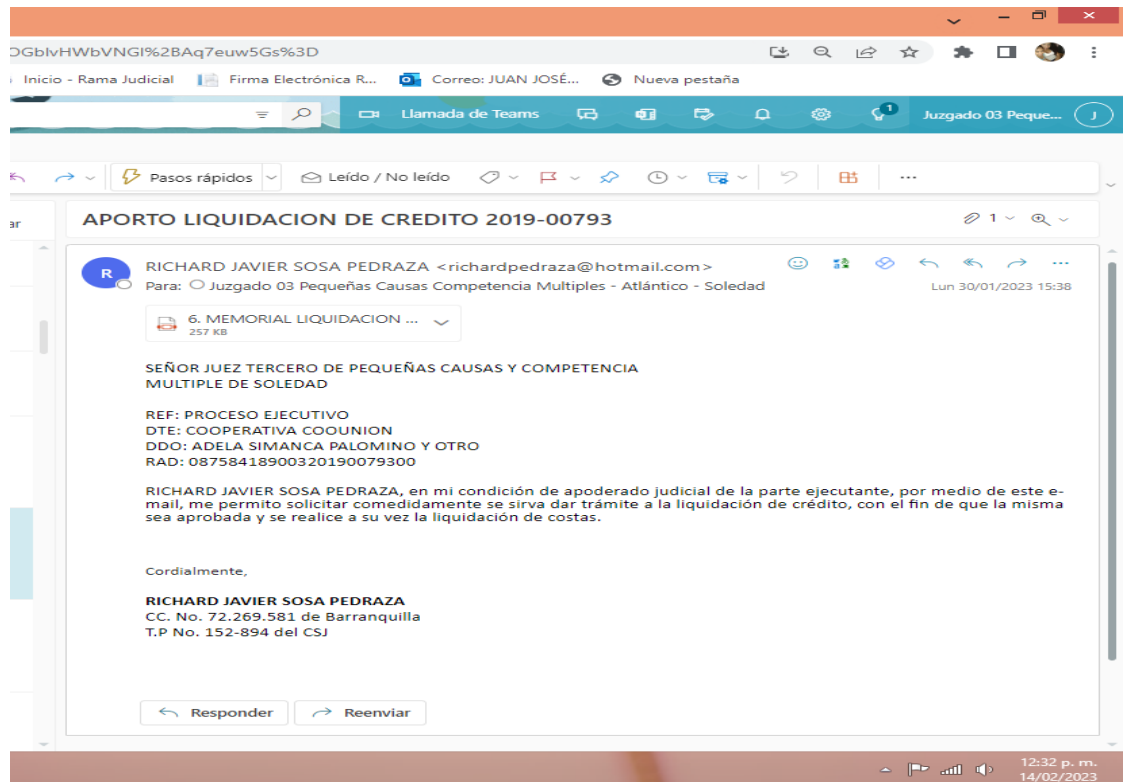 OGblvHWbVNGI%2BAq7euw5Gs%3D
Inicio - Rama Judicial Firma Electrónica R... Correo: JUAN JOSÉ... Nueva pestaña
Llamada de Teams 1 Juzgado 03 Peque... J
Pasos rápidos Leído / No leído ...
ar
APORTO LIQUIDACION DE CREDITO 2019-00793 1
R
RICHARD JAVIER SOSA PEDRAZA <richardpedraza@hotmail.com>
Para: Juzgado 03 Pequeñas Causas Competencia Multiples - Atlántico - Soledad Lun 30/01/2023 15:38
6. MEMORIAL LIQUIDACION ...
257 KB
SEÑOR JUEZ TERCERO DE PEQUEÑAS CAUSAS Y COMPETENCIA
MULTIPLE DE SOLEDAD
REF: PROCESO EJECUTIVO
DTE: COOPERATIVA COOUNION
DDO: ADELA SIMANCA PALOMINO Y OTRO
RAD: 08758418900320190079300
RICHARD JAVIER SOSA PEDRAZA, en mi condición de apoderado judicial de la parte ejecutante, por medio de este e-
mail, me permito solicitar comedidamente se sirva dar trámite a la liquidación de crédito, con el fin de que la misma
sea aprobada y se realice a su vez la liquidación de costas.
Cordialmente,
RICHARD JAVIER SOSA PEDRAZA
CC. No. 72.269.581 de Barranquilla
T.P No. 152-894 del CSJ
Responder Reenviar
12:32 p. m.
14/02/2023